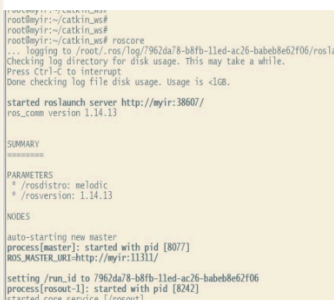 root@myir:~/catkin_ws#
root@myir:~/catkin_ws#
root@myir:~/catkin_ws# roscore
... logging to /root/.ros/log/7962da78-b8fb-11ed-ac26-babeb8e62f06/rosla
Checking log directory for disk usage. This may take a while.
Press Ctrl-C to interrupt
Done checking log file disk usage. Usage is <1GB.
started roslaunch server http://myir:38607/
ros_comm version 1.14.13
SUMMARY
========
PARAMETERS
* /rosdistro: melodic
* /rosversion: 1.14.13
NODES
auto-starting new master
process[master]: started with pid [8077]
ROS_MASTER_URI=http://myir:11311/
setting /run_id to 7962da78-b8fb-11ed-ac26-babeb8e62f06
process[rosout-1]: started with pid [8242]
started core service [/rosout]